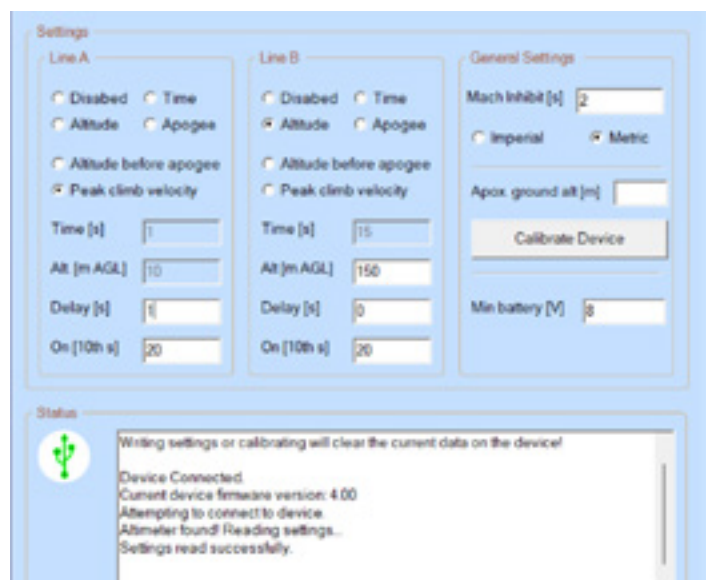 Settings
Line A
Disabed Time
Altitude Apogee
Altitude before apogee
Peak climb velocity
Time [s] 1
Alt. [m AGL] 10
Delay [s] 1
On [10th s] 20
Line B
Disabed Time
Altitude Apogee
Altitude before apogee
Peak climb velocity
Time [s] 15
Alt [m AGL] 150
Delay [s] 0
On [10th s] 20
General Settings
Mach Inhibit [s] 2
Imperial Metric
Apox. ground alt [m]
Calibrate Device
Min battery [V] 8
Status
Writing settings or calibrating will clear the current data on the device!
Device Connected.
Current device firmware version: 4.00
Attempting to connect to device.
Altimeter found! Reading settings...
Settings read successfully.